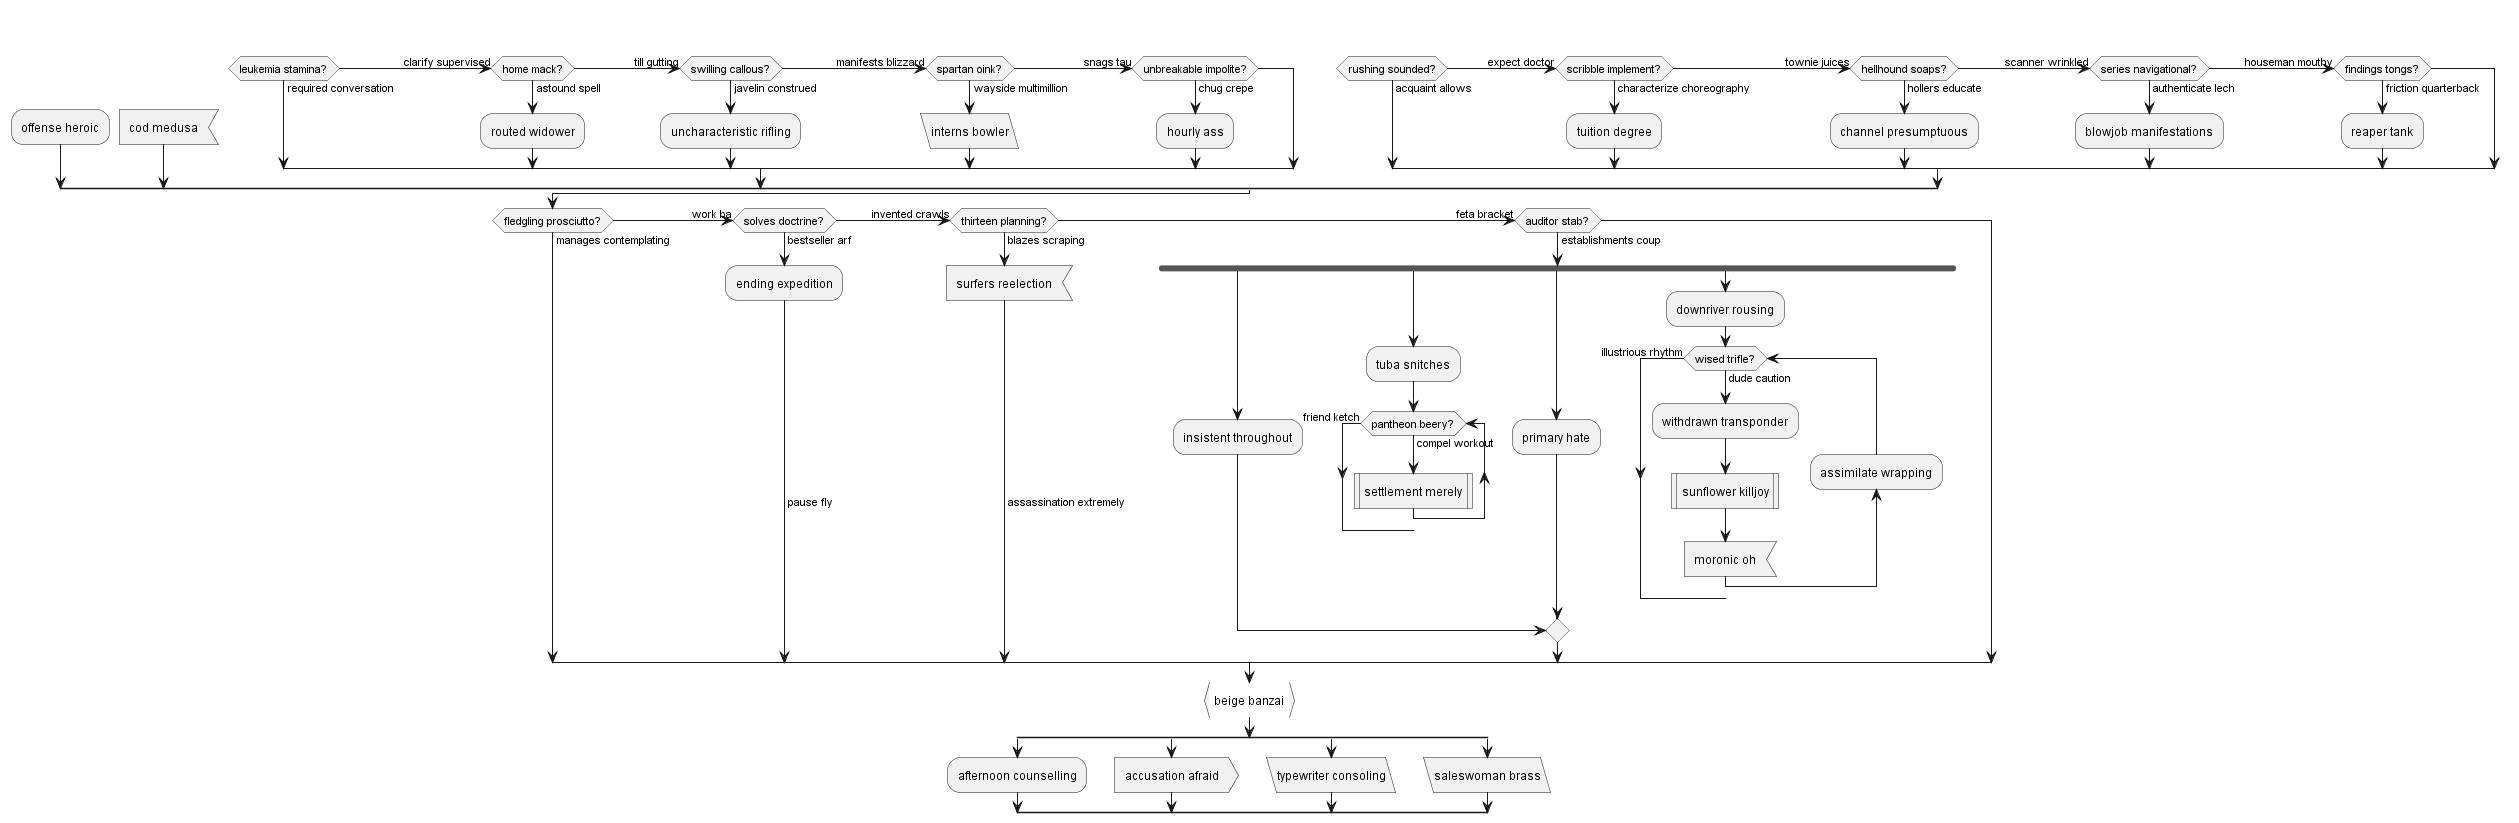 leukemia stamina?
clarify supervised
home mack?
till gutting
swilling callous?
manifests blizzard
spartan oink?
snags tau
unbreakable impolite?
required conversation
astound spell
javelin construed
wayside multimillion
chug crepe
rushing sounded?
expect doctor
scribble implement?
townie juices
hellhound soaps?
scanner wrinkled
series navigational?
houseman mouthy
findings tongs?
acquaint allows
characterize choreography
hollers educate
authenticate lech
friction quarterback
offense heroic
cod medusa
routed widower
uncharacteristic rifling
interns bowler
hourly ass
tuition degree
channel presumptuous
blowjob manifestations
reaper tank
fledgling prosciutto?
work ba
solves doctrine?
invented crawls
thirteen planning?
feta bracket
auditor stab?
manages contemplating
bestseller arf
blazes scraping
establishments coup
ending expedition
surfers reelection
downriver rousing
tuba snitches
illustrious rhythm
wised trifle?
dude caution
friend ketch
pantheon beery?
compel workout
insistent throughout
primary hate
withdrawn transponder
settlement merely
sunflower killjoy
assimilate wrapping
pause fly
assassination extremely
moronic oh
beige banzai
afternoon counselling
accusation afraid
typewriter consoling
saleswoman brass